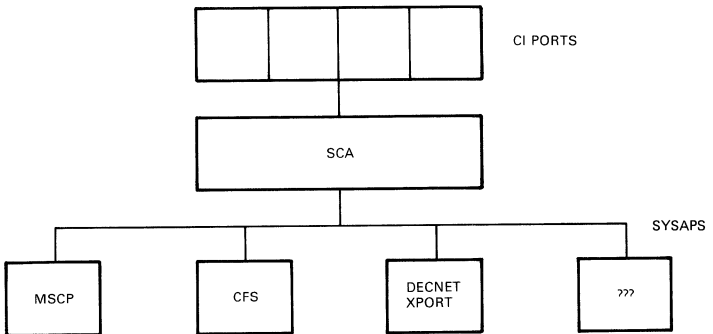 CI PORTS
SCA
SYSAPS
MSCP
CFS
DECNET
XPORT
???